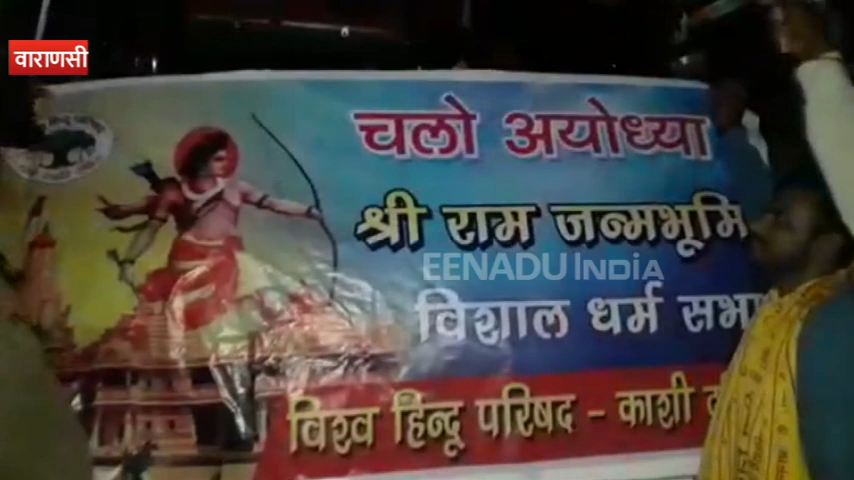 वाराणसी
चलो अयोध्या
श्री राम जन्मभूमि
EENADU INDIA
विशाल धर्म सभा
विश्व हिन्दू परिषद - काशी